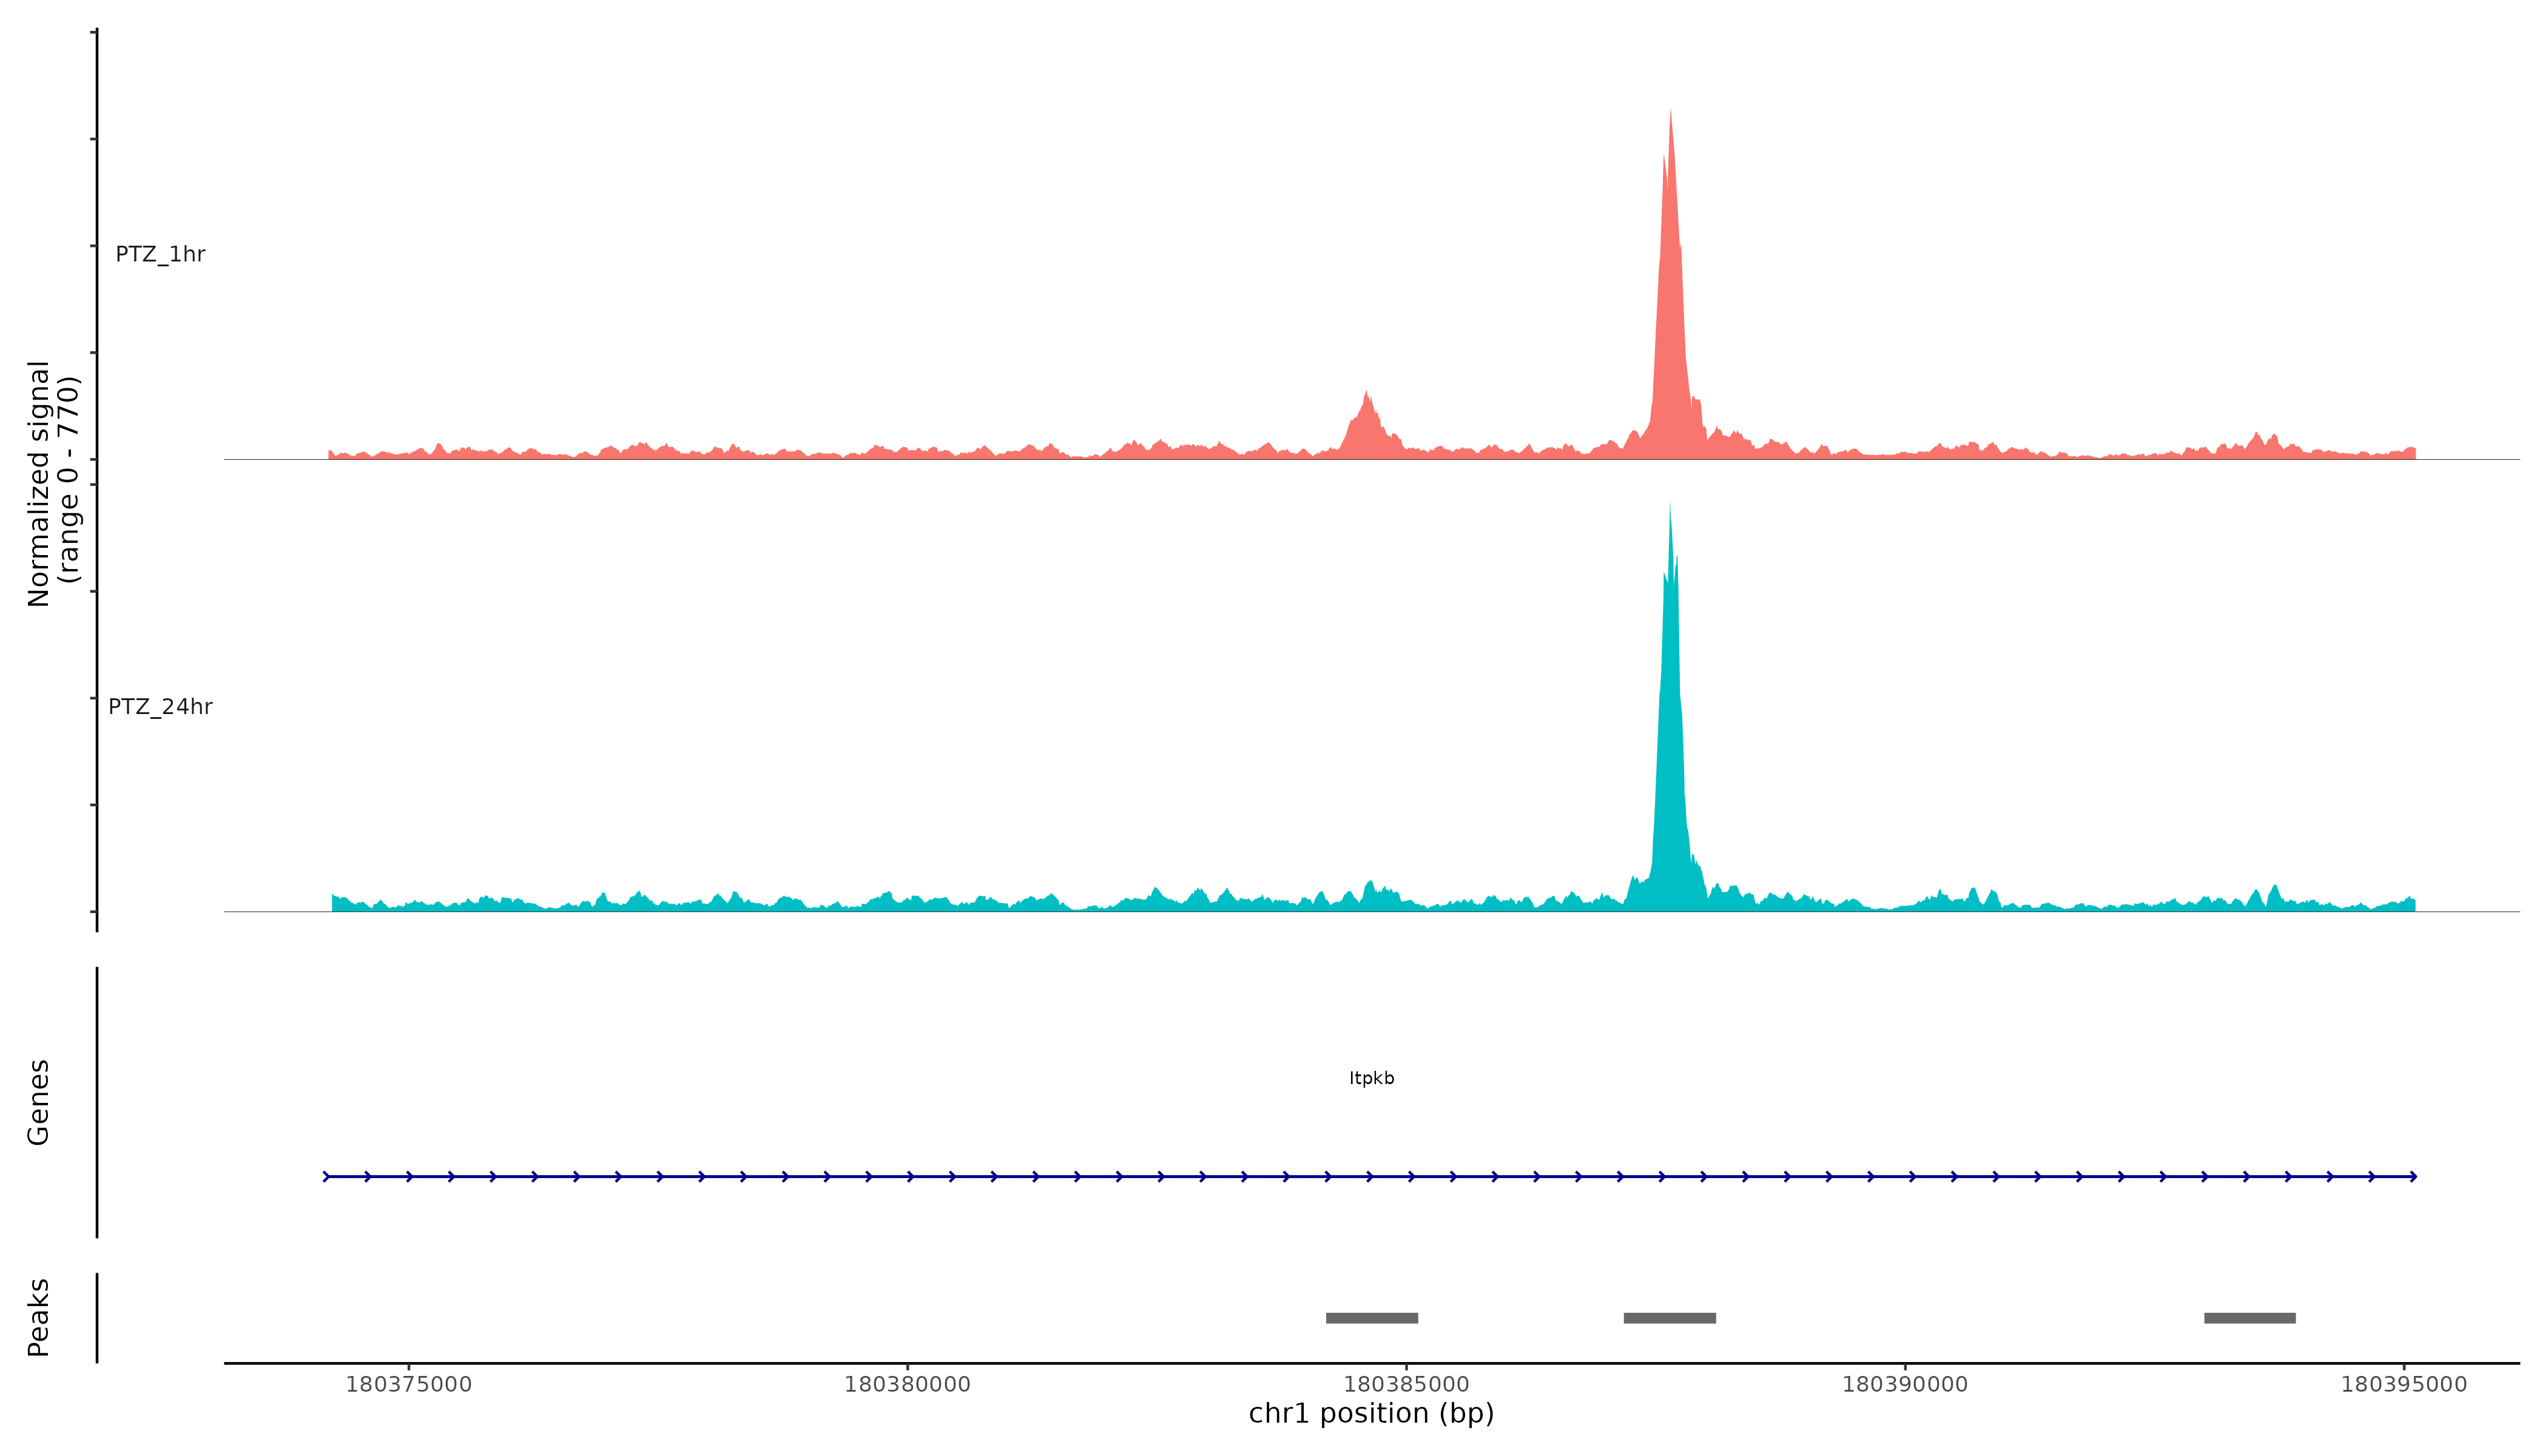 Normalized signal
(range 0 - 770)
PTZ_1hr
PTZ_24hr
Genes
Itpkb
Peaks
180375000 180380000 180385000 180390000 180395000
chr1 position (bp)